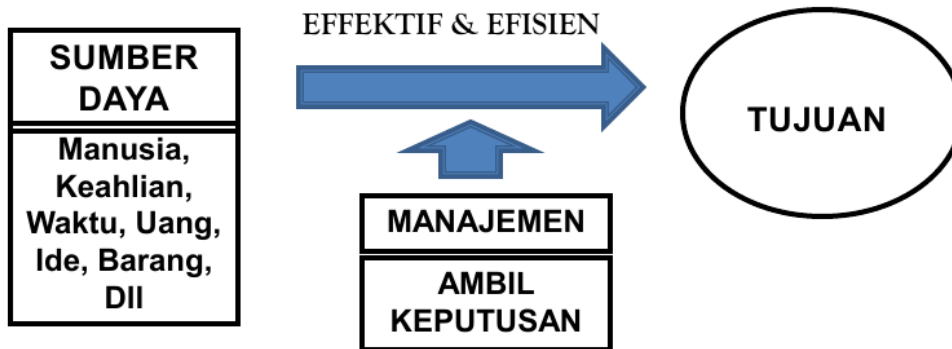 EFFEKTIF & EFISIEN
SUMBER
DAYA
Manusia,
Keahlian,
Waktu, Uang,
Ide, Barang,
Dll
MANAJEMEN
AMBIL
KEPUTUSAN
TUJUAN